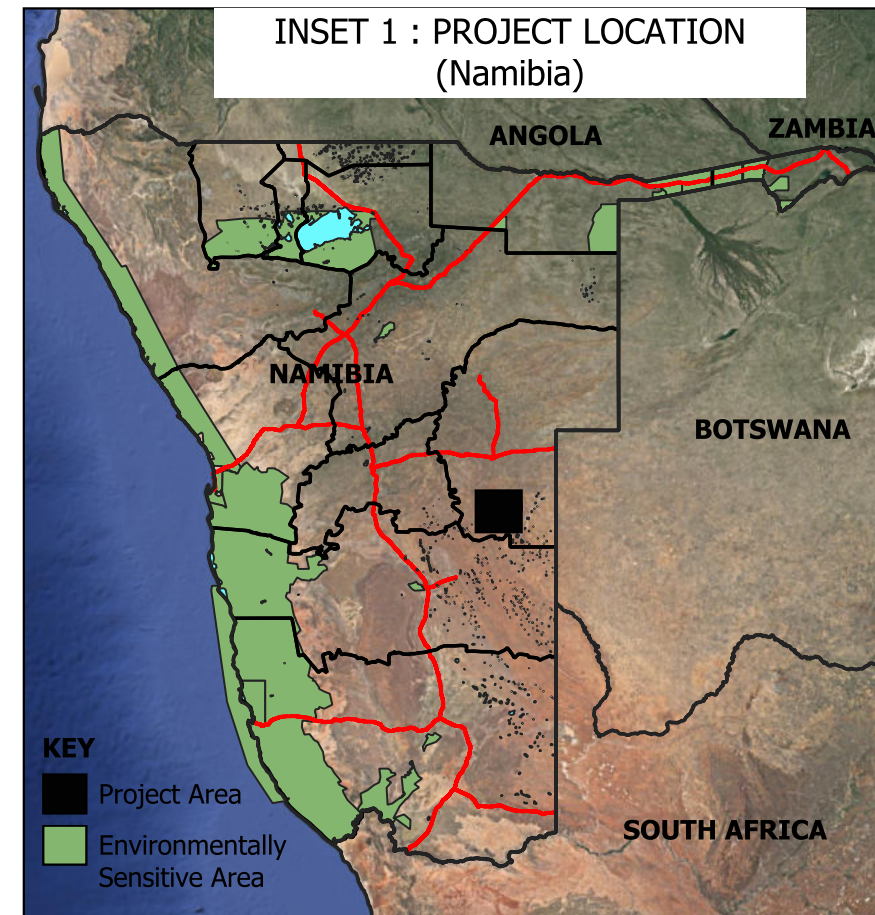 INSET 1 : PROJECT LOCATION
(Namibia)
ANGOLA
ZAMBIA
NAMIBIA
BOTSWANA
KEY
Project Area
SOUTH AFRICA
Environmentally
Sensitive Area